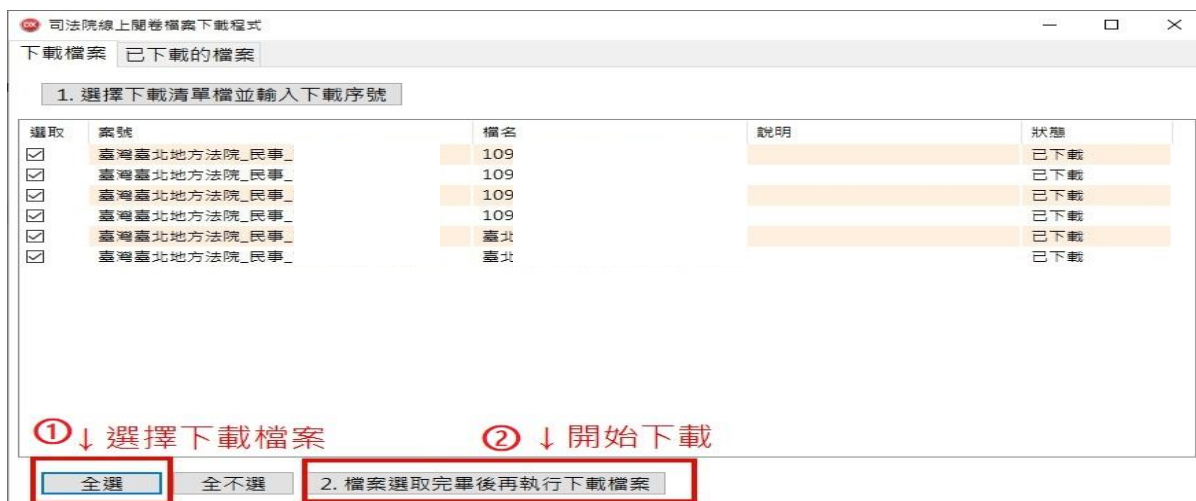 司法院線上閱卷檔案下載程式
下載檔案 已下載的檔案
1. 選擇下載清單檔並輸入下載序號
選取 案號 檔名 說明 狀態
臺灣臺北地方法院_民事_ 109 已下載
臺灣臺北地方法院_民事_ 109 已下載
臺灣臺北地方法院_民事_ 109 已下載
臺灣臺北地方法院_民事_ 109 已下載
臺灣臺北地方法院_民事_ 臺北 已下載
臺灣臺北地方法院_民事_ 臺北 已下載
①↓選擇下載檔案 ② ↓開始下載
全選 全不選 2. 檔案選取完畢後再執行下載檔案